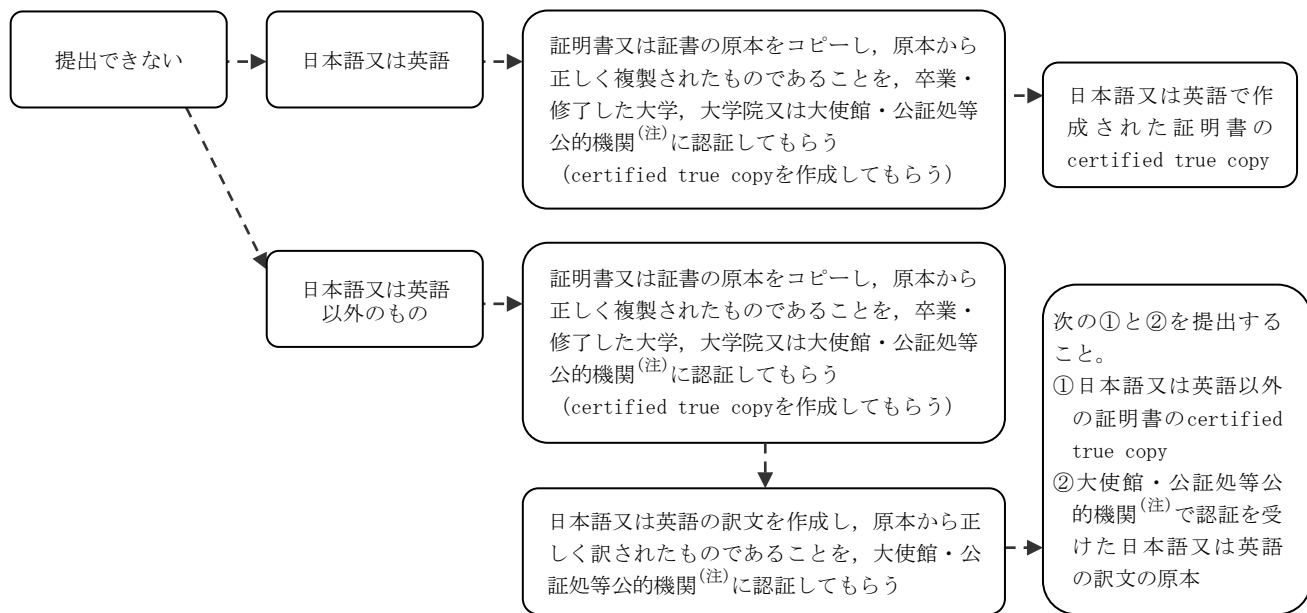 提出できない
日本語又は英語
証明書又は証書の原本をコピーし，原本から
正しく複製されたものであることを，卒業・
修了した大学，大学院又は大使館・公証処等
公的機関(注)に認証してもらう
（certified true copyを作成してもらう）
日本語又は英語で作
成された証明書の
certified true copy
日本語又は英語
以外のもの
証明書又は証書の原本をコピーし，原本から
正しく複製されたものであることを，卒業・
修了した大学，大学院又は大使館・公証処等
公的機関(注)に認証してもらう
（certified true copyを作成してもらう）
日本語又は英語の訳文を作成し，原本から正
しく訳されたものであることを，大使館・公
証処等公的機関(注)に認証してもらう
次の①と②を提出する
こと。
①日本語又は英語以外
の証明書のcertified
true copy
②大使館・公証処等公
的機関(注)で認証を受
けた日本語又は英語
の訳文の原本